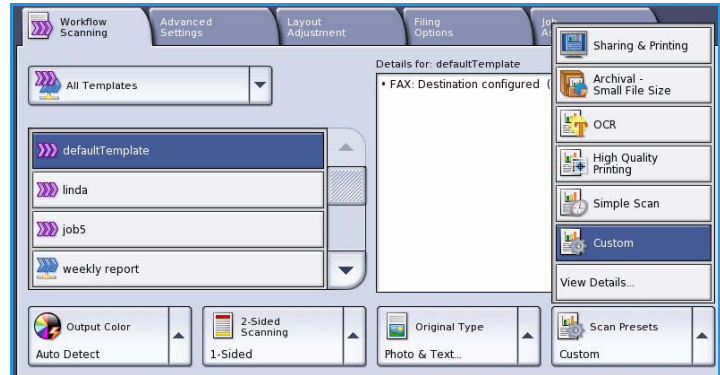 Workflow
Scanning
Advanced
Settings
Layout
Adjustment
Filing
Options
Job
All Templates
Details for: defaultTemplate
• FAX: Destination configured (
defaultTemplate
linda
job5
weekly report
Sharing & Printing
Archival -
Small File Size
OCR
High Quality
Printing
Simple Scan
Custom
View Details...
Output Color
Auto Detect
2-Sided
Scanning
1-Sided
Original Type
Photo & Text...
Scan Presets
Custom